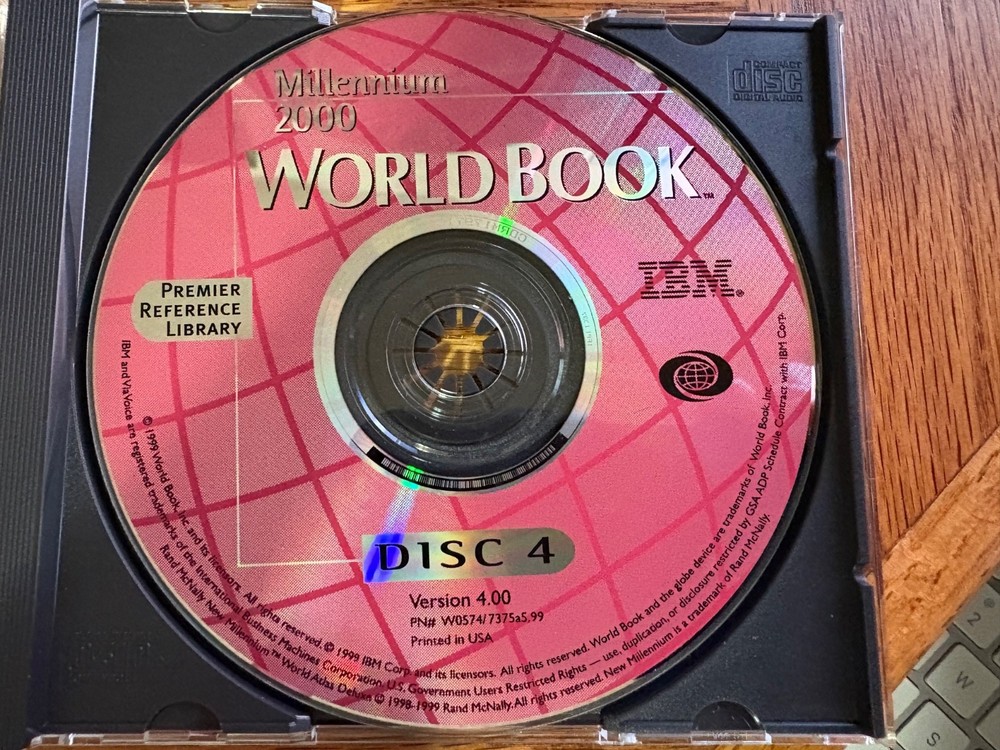 Millennium
2000
WORLD BOOK™
COMPACT
disc
DIGITAL AUDIO
IBM®
PREMIER
REFERENCE
LIBRARY
DISC 4
Version 4.00
PN# W0574/7375a5.99
Printed in USA
© 1999 World Book, Inc. and its licensors. All rights reserved. © 1999 IBM Corp. and its licensors. All rights reserved. World Book and the globe device are trademarks of World Book, Inc.
IBM and ViaVoice are registered trademarks of the International Business Machines Corporation. U.S. Government Users Restricted Rights — use, duplication, or disclosure restricted by GSA ADP Schedule Contract with IBM Corp.
Rand McNally New Millennium™ World Atlas Deluxe © 1998-1999 Rand McNally. All rights reserved. New Millennium is a trademark of Rand McNally.
2
W
S